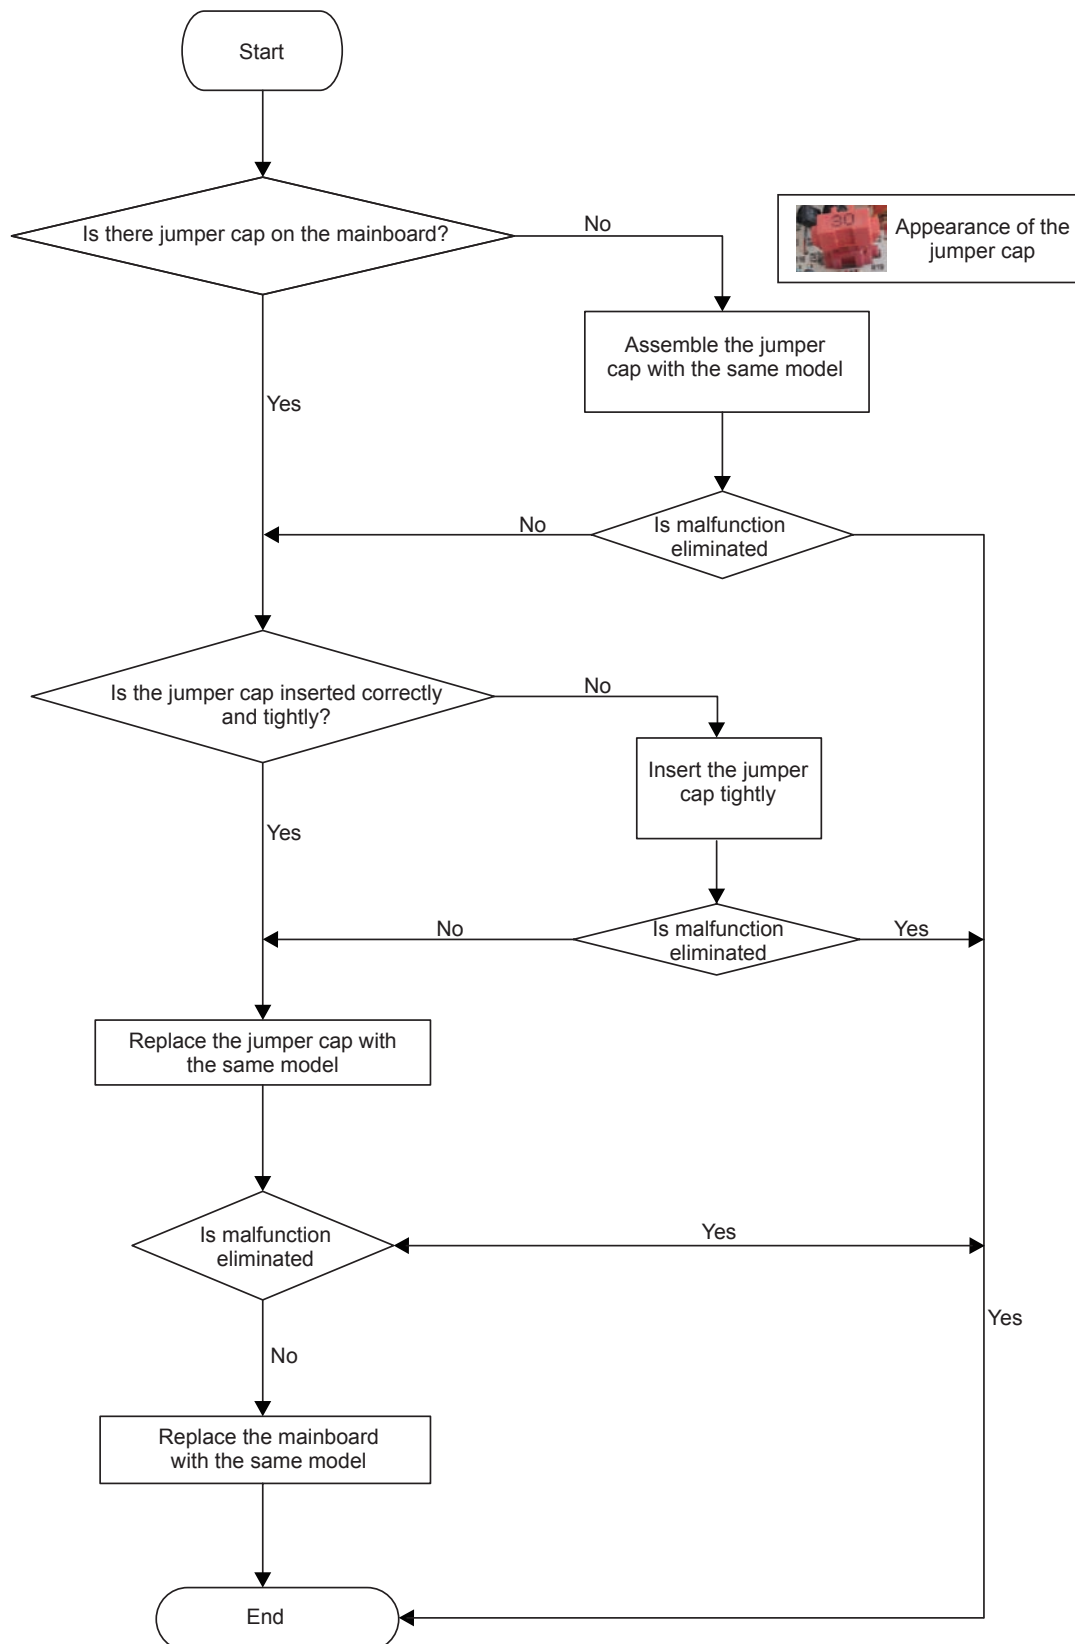 Start
Is there jumper cap on the mainboard?
No
30
Appearance of the
jumper cap
Assemble the jumper
cap with the same model
Yes
No
Is malfunction
eliminated
Is the jumper cap inserted correctly
and tightly?
No
Insert the jumper
cap tightly
Yes
No
Is malfunction
eliminated
Yes
Replace the jumper cap with
the same model
Is malfunction
eliminated
Yes
Yes
No
Replace the mainboard
with the same model
End